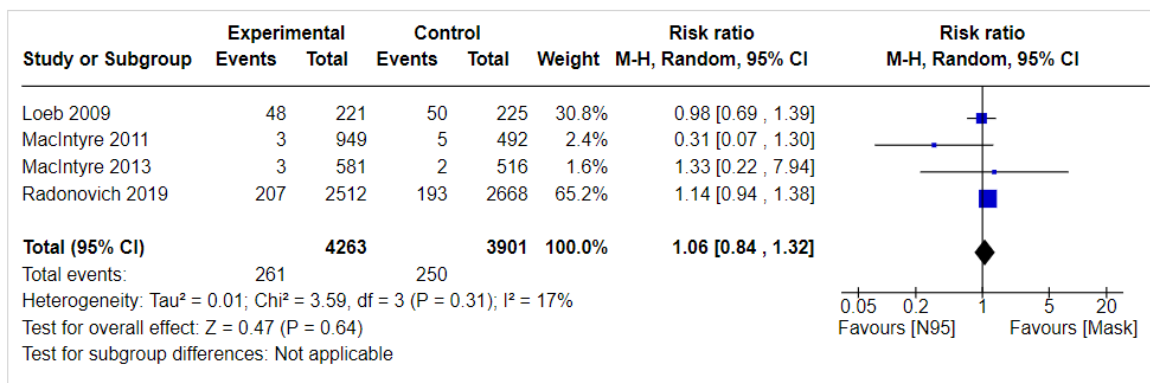 Experimental Control Risk ratio Risk ratio
Study or Subgroup Events Total Events Total Weight M-H, Random, 95% CI M-H, Random, 95% CI
Loeb 2009 48 221 50 225 30.8% 0.98 [0.69 , 1.39]
MacIntyre 2011 3 949 5 492 2.4% 0.31 [0.07 , 1.30]
MacIntyre 2013 3 581 2 516 1.6% 1.33 [0.22 , 7.94]
Radonovich 2019 207 2512 193 2668 65.2% 1.14 [0.94 , 1.38]
Total (95% CI) 4263 3901 100.0% 1.06 [0.84 , 1.32]
Total events: 261 250
Heterogeneity: Tau² = 0.01; Chi² = 3.59, df = 3 (P = 0.31); I² = 17%
Test for overall effect: Z = 0.47 (P = 0.64)
Test for subgroup differences: Not applicable
0.05 0.2 1 5 20
Favours [N95] Favours [Mask]